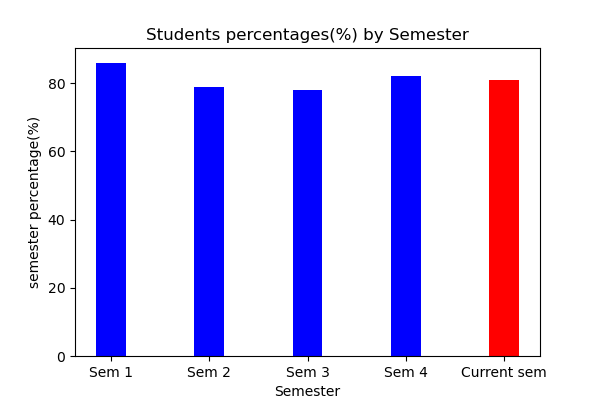 Students percentages(%) by Semester
semester percentage(%)
80
60
40
20
0
Sem 1 Sem 2 Sem 3 Sem 4 Current sem
Semester